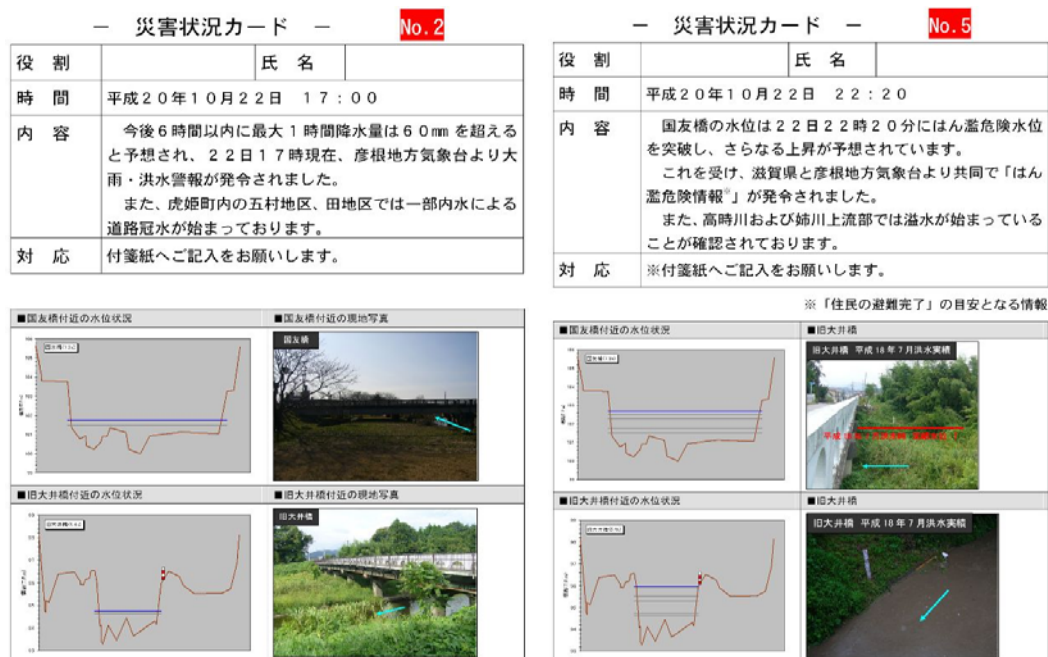 ― 災害状況カード ―
No.2
役 割
氏 名
時 間
平成20年10月22日 17:00
内 容
今後6時間以内に最大1時間降水量は60㎜を超える
と予想され、22日17時現在、彦根地方気象台より大
雨・洪水警報が発令されました。
また、虎姫町内の五村地区、田地区では一部内水による
道路冠水が始まっております。
対 応
付箋紙へご記入をお願いします。
■国友橋付近の水位状況
■国友橋付近の現地写真
国友橋
■旧大井橋付近の水位状況
■旧大井橋付近の現地写真
旧大井橋
― 災害状況カード ―
No.5
役 割
氏 名
時 間
平成20年10月22日 22:20
内 容
国友橋の水位は22日22時20分にはん濫危険水位
を突破し、さらなる上昇が予想されています。
これを受け、滋賀県と彦根地方気象台より共同で「はん
濫危険情報※」が発令されました。
また、高時川および姉川上流部では溢水が始まっている
ことが確認されております。
対 応
※付箋紙へご記入をお願いします。
※「住民の避難完了」の目安となる情報
■国友橋付近の水位状況
■旧大井橋
旧大井橋 平成18年7月洪水実績
■旧大井橋付近の水位状況
■旧大井橋
旧大井橋 平成18年7月洪水実績